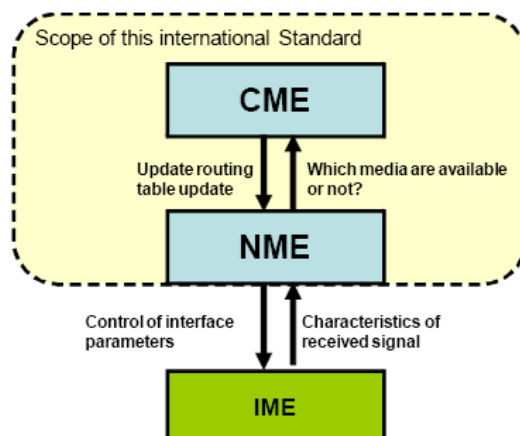 Scope of this international Standard
CME
Update routing
table update
Which media are available
or not?
NME
Control of interface
parameters
Characteristics of
received signal
IME